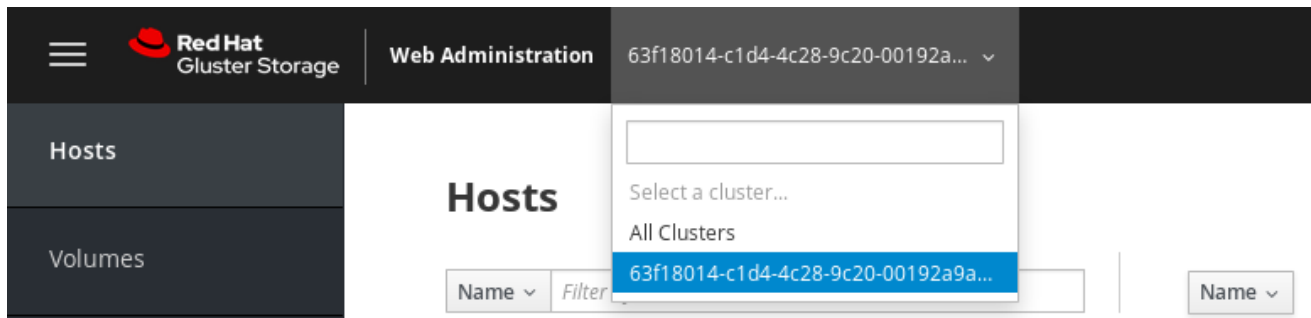 Red Hat
Gluster Storage
Web Administration
63f18014-c1d4-4c28-9c20-00192a...
Hosts
Volumes
Hosts
Select a cluster...
All Clusters
63f18014-c1d4-4c28-9c20-00192a9a...
Name
Filter
Name